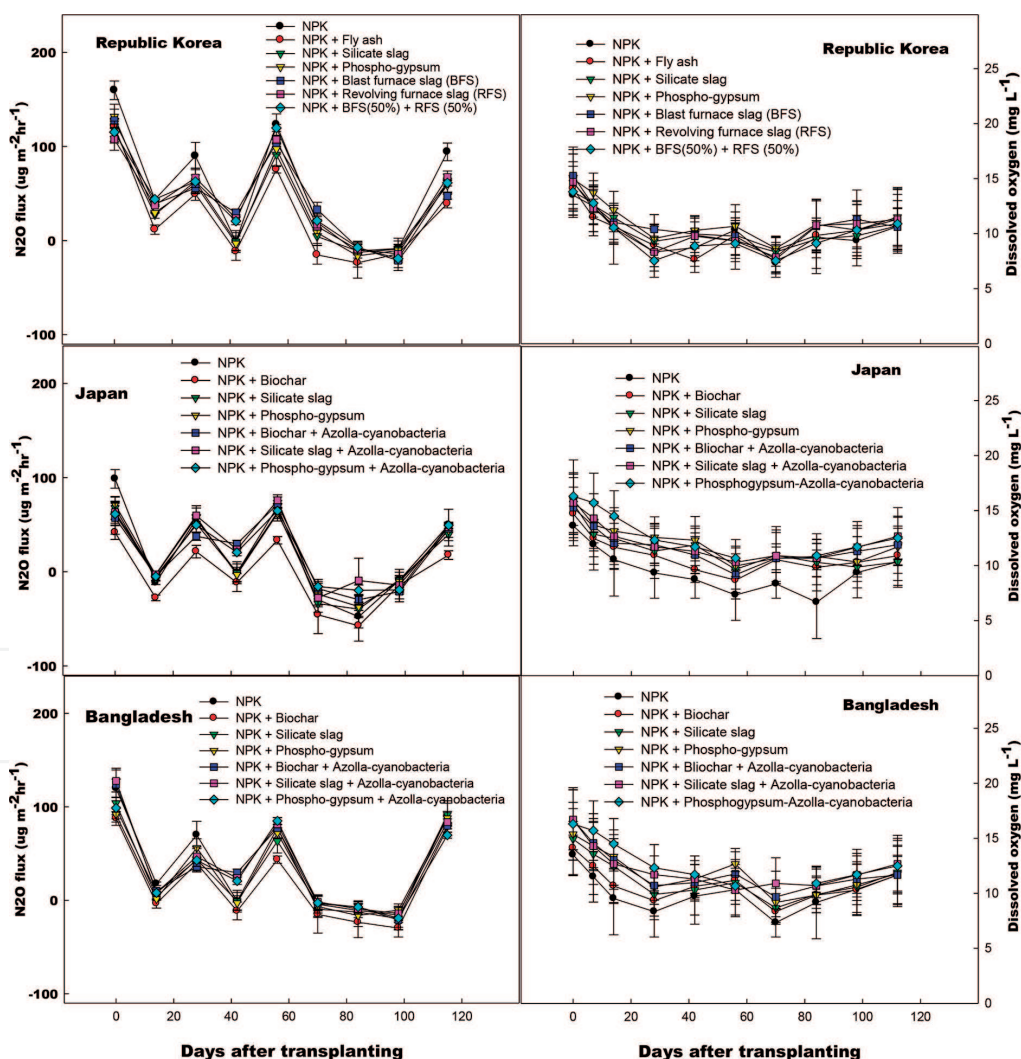 Republic Korea
NPK
NPK + Fly ash
NPK + Silicate slag
NPK + Phospho-gypsum
NPK + Blast furnace slag (BFS)
NPK + Revolving furnace slag (RFS)
NPK + BFS(50%) + RFS (50%)
N2O flux (ug m-2hr-1)
200
100
0
-100
Republic Korea
NPK
NPK + Fly ash
NPK + Silicate slag
NPK + Phospho-gypsum
NPK + Blast furnace slag (BFS)
NPK + Revolving furnace slag (RFS)
NPK + BFS(50%) + RFS (50%)
Dissolved oxygen (mg L-1)
25
20
15
10
5
0
Japan
NPK
NPK + Biochar
NPK + Silicate slag
NPK + Phospho-gypsum
NPK + Biochar + Azolla-cyanobacteria
NPK + Silicate slag + Azolla-cyanobacteria
NPK + Phospho-gypsum + Azolla-cyanobacteria
N2O flux (ug m-2hr-1)
200
100
0
-100
Japan
NPK
NPK + Biochar
NPK + Silicate slag
NPK + Phospho-gypsum
NPK + Bliochar + Azolla-cyanobacteria
NPK + Silicate slag + Azolla-cyanobacteria
NPK + Phosphogypsum-Azolla-cyanobacteria
Dissolved oxygen (mg L-1)
25
20
15
10
5
0
Bangladesh
NPK
NPK + Biochar
NPK + Silicate slag
NPK + Phospho-gypsum
NPK + Biochar + Azolla-cyanobacteria
NPK + Silicate slag + Azolla-cyanobacteria
NPK + Phospho-gypsum + Azolla-cyanobacteria
N2O flux (ug m-2hr-1)
200
100
0
-100
0 20 40 60 80 100 120
Days after transplanting
Bangladesh
NPK
NPK + Biochar
NPK + Silicate slag
NPK + Phospho-gypsum
NPK + Bliochar + Azolla-cyanobacteria
NPK + Silicate slag + Azolla-cyanobacteria
NPK + Phosphogypsum-Azolla-cyanobacteria
Dissolved oxygen (mg L-1)
25
20
15
10
5
0
0 20 40 60 80 100 120
Days after transplanting